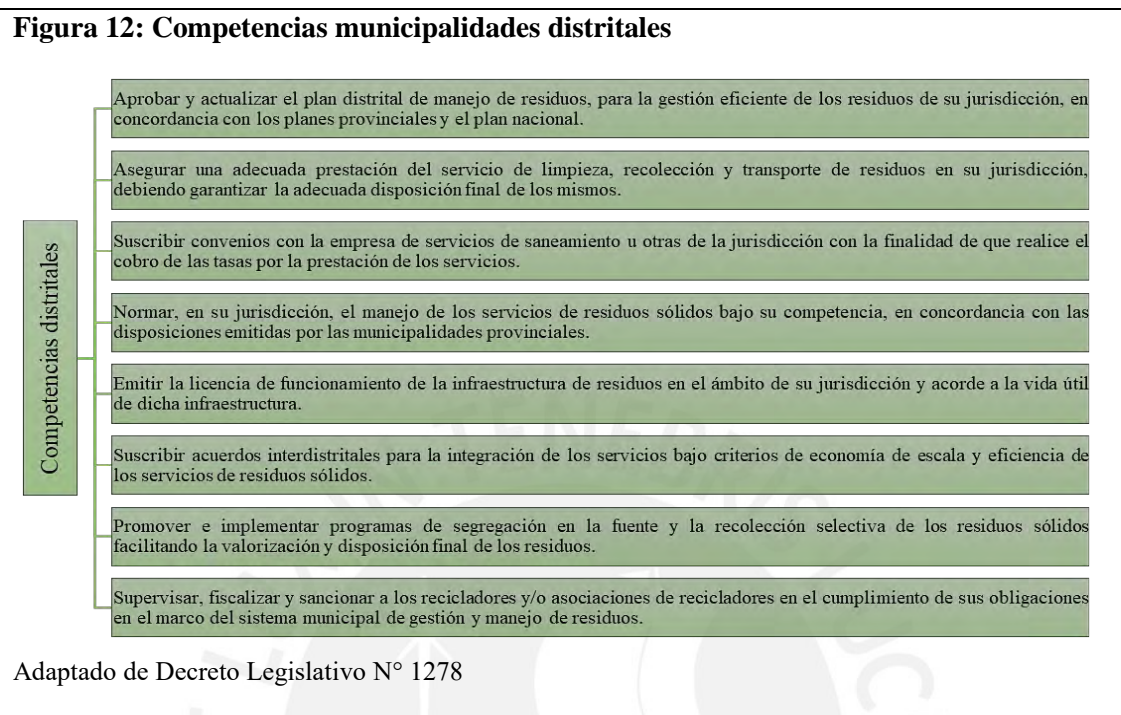 Figura 12: Competencias municipalidades distritales
Competencias distritales
Aprobar y actualizar el plan distrital de manejo de residuos, para la gestión eficiente de los residuos de su jurisdicción, en
concordancia con los planes provinciales y el plan nacional.
Asegurar una adecuada prestación del servicio de limpieza, recolección y transporte de residuos en su jurisdicción,
debiendo garantizar la adecuada disposición final de los mismos.
Suscribir convenios con la empresa de servicios de saneamiento u otras de la jurisdicción con la finalidad de que realice el
cobro de las tasas por la prestación de los servicios.
Normar, en su jurisdicción, el manejo de los servicios de residuos sólidos bajo su competencia, en concordancia con las
disposiciones emitidas por las municipalidades provinciales.
Emitir la licencia de funcionamiento de la infraestructura de residuos en el ámbito de su jurisdicción y acorde a la vida útil
de dicha infraestructura.
Suscribir acuerdos interdistritales para la integración de los servicios bajo criterios de economía de escala y eficiencia de
los servicios de residuos sólidos.
Promover e implementar programas de segregación en la fuente y la recolección selectiva de los residuos sólidos
facilitando la valorización y disposición final de los residuos.
Supervisar, fiscalizar y sancionar a los recicladores y/o asociaciones de recicladores en el cumplimiento de sus obligaciones
en el marco del sistema municipal de gestión y manejo de residuos.
Adaptado de Decreto Legislativo N° 1278